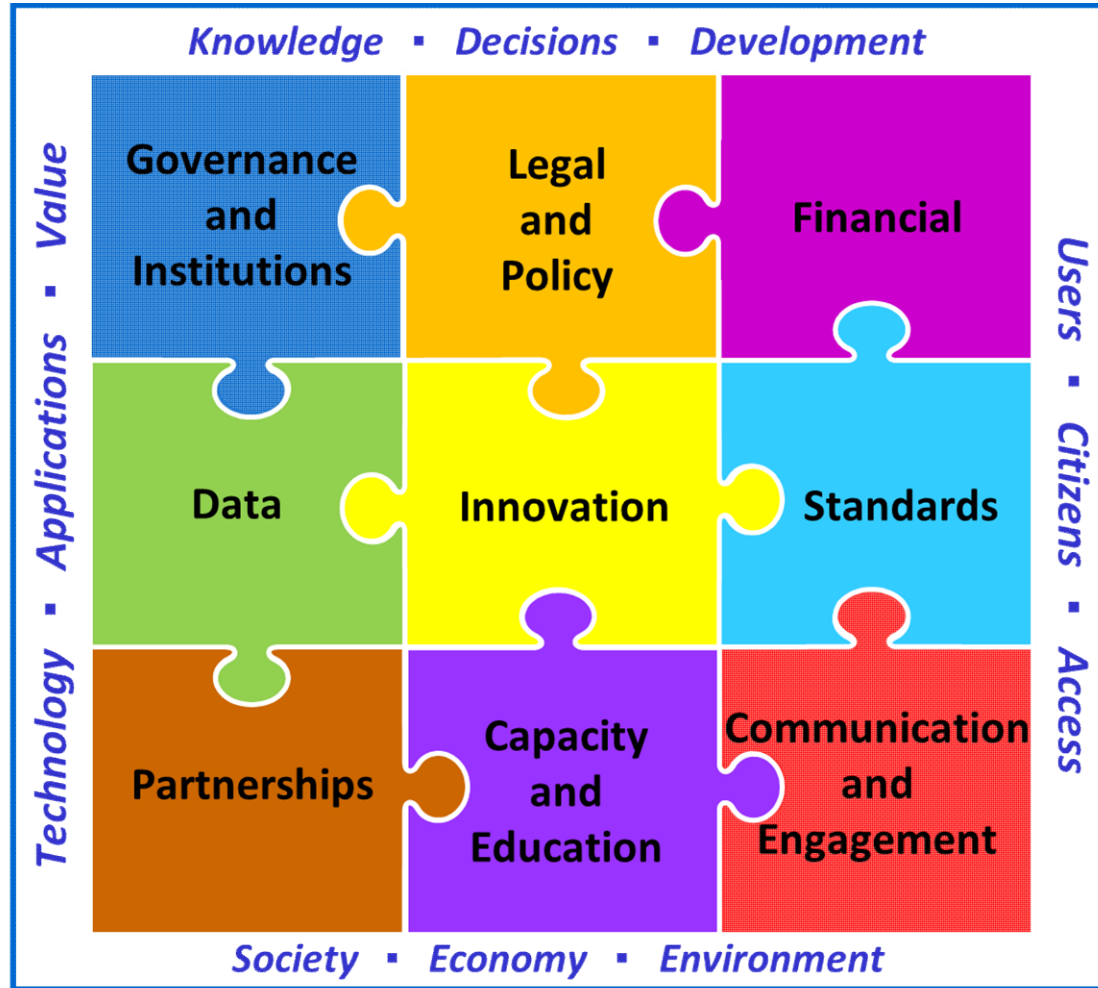 Knowledge ▪ Decisions ▪ Development
Technology ▪ Applications ▪ Value
Governance
and
Institutions
Legal
and
Policy
Financial
Data
Innovation
Standards
Partnerships
Capacity
and
Education
Communication
and
Engagement
Users ▪ Citizens ▪ Access
Society ▪ Economy ▪ Environment